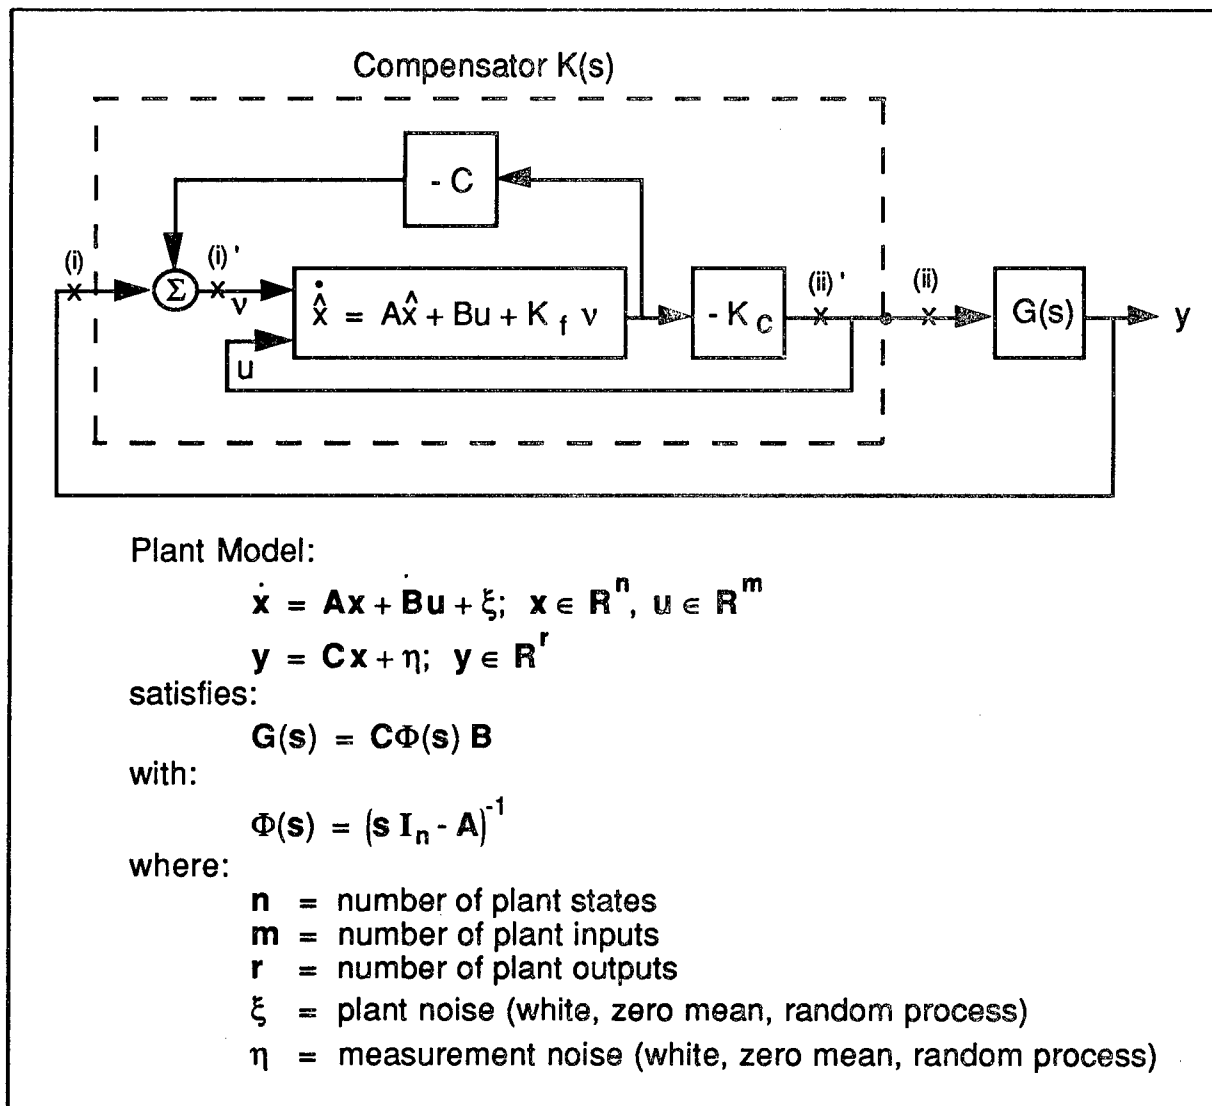 Compensator K(s)
- C
(i)
(i)'
(ii)'
(ii)
Σ
ν
x̂̇ = Ax̂ + Bu + K_f ν
- K_C
G(s)
y
u
Plant Model:
ẋ = Ax + Bu + ξ; x ∈ R^n, u ∈ R^m
y = Cx + η; y ∈ R^r
satisfies:
G(s) = CΦ(s) B
with:
Φ(s) = (s I_n - A)^-1
where:
n = number of plant states
m = number of plant inputs
r = number of plant outputs
ξ = plant noise (white, zero mean, random process)
η = measurement noise (white, zero mean, random process)